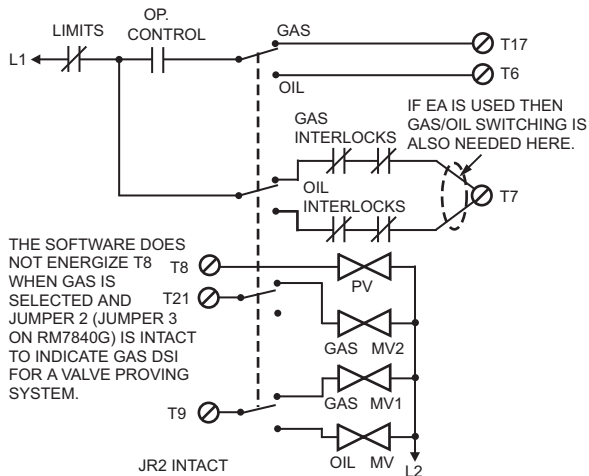 LIMITS
OP.
CONTROL
L1
GAS
T17
T6
OIL
GAS
INTERLOCKS
IF EA IS USED THEN
GAS/OIL SWITCHING IS
ALSO NEEDED HERE.
T7
OIL
INTERLOCKS
THE SOFTWARE DOES
NOT ENERGIZE T8
WHEN GAS IS
SELECTED AND
JUMPER 2 (JUMPER 3
ON RM7840G) IS INTACT
TO INDICATE GAS DSI
FOR A VALVE PROVING
SYSTEM.
T8
PV
T21
GAS MV2
GAS MV1
T9
OIL MV
L2
JR2 INTACT